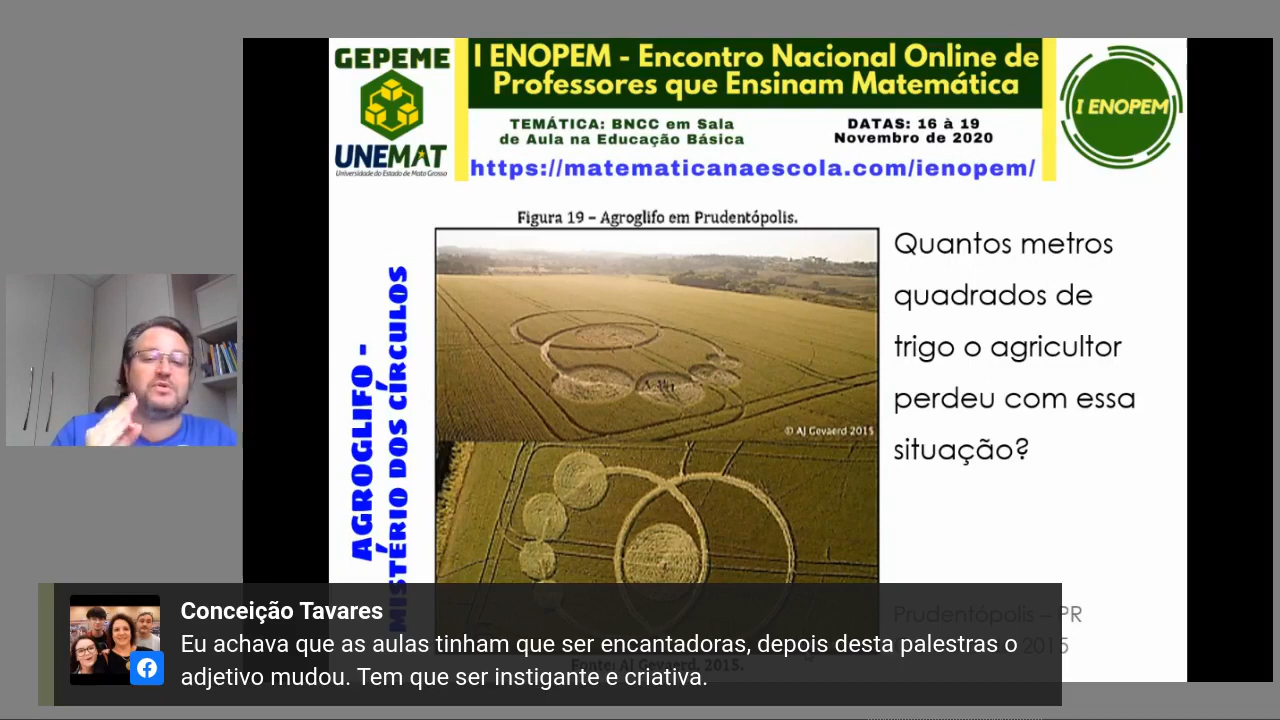 GEPEME
UNEMAT
Universidade do Estado de Mato Grosso
I ENOPEM - Encontro Nacional Online de
Professores que Ensinam Matemática
TEMÁTICA: BNCC em Sala
de Aula na Educação Básica
DATAS: 16 à 19
Novembro de 2020
https://matematicanaescola.com/ienopem/
I ENOPEM
AGROGLIFO -
MISTÉRIO DOS CÍRCULOS
Figura 19 – Agroglifo em Prudentópolis.
© AJ Gevaerd 2015
Fonte: AJ Gevaerd, 2015.
Quantos metros
quadrados de
trigo o agricultor
perdeu com essa
situação?
Prudentópolis – PR
2015
Conceição Tavares
Eu achava que as aulas tinham que ser encantadoras, depois desta palestras o
adjetivo mudou. Tem que ser instigante e criativa.